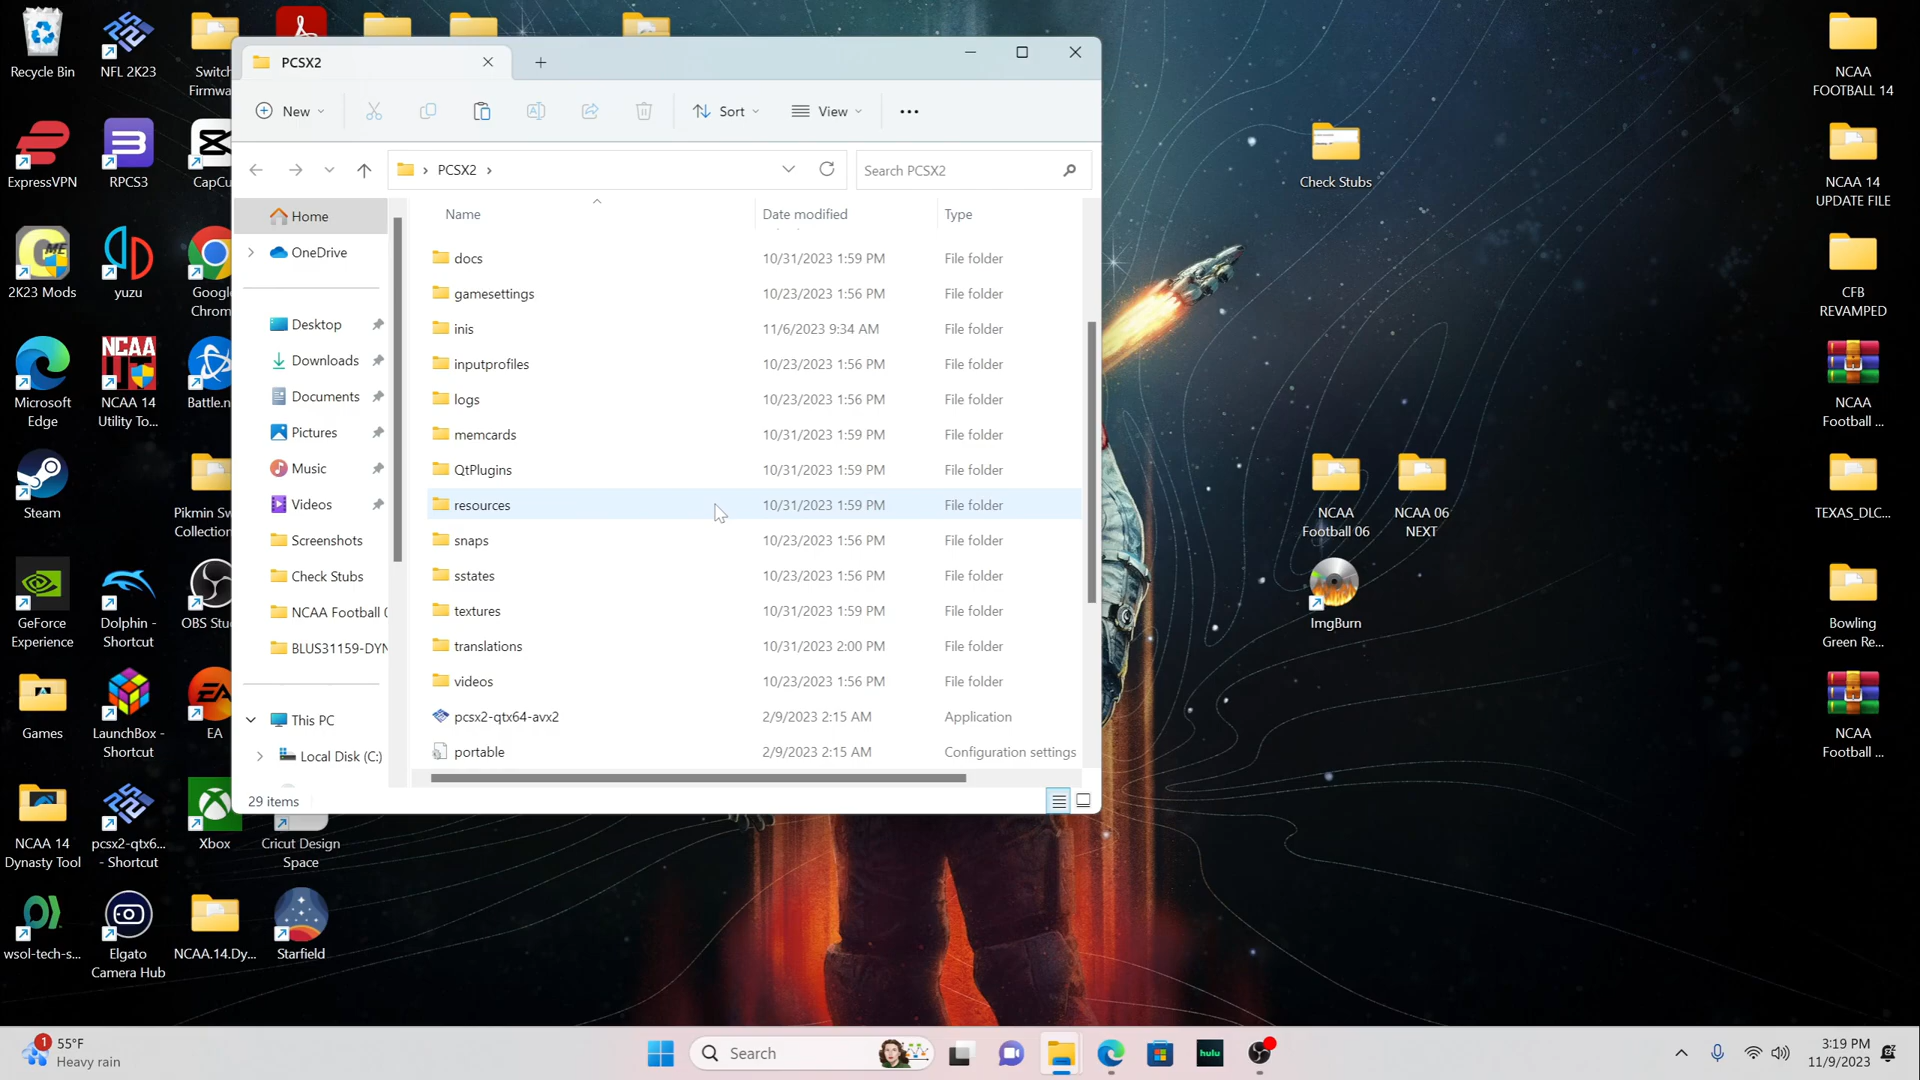 Recycle Bin
NFL 2K23
Switch
Firmwa
ExpressVPN
RPCS3
CapCu
2K23 Mods
yuzu
Google
Chrom
Microsoft
Edge
NCAA 14
Utility To...
Battle.n
Steam
Pikmin Sw
Collection
GeForce
Experience
Dolphin -
Shortcut
OBS Stu
Games
LaunchBox -
Shortcut
EA
NCAA 14
Dynasty Tool
pcsx2-qtx6...
- Shortcut
Xbox
Cricut Design
Space
wsol-tech-s...
Elgato
Camera Hub
NCAA.14.Dy...
Starfield
PCSX2
New
Sort
View
PCSX2
Search PCSX2
Home
OneDrive
Desktop
Downloads
Documents
Pictures
Music
Videos
Screenshots
Check Stubs
NCAA Football 0
BLUS31159-DYN
This PC
Local Disk (C:)
Name Date modified Type
docs 10/31/2023 1:59 PM File folder
gamesettings 10/23/2023 1:56 PM File folder
inis 11/6/2023 9:34 AM File folder
inputprofiles 10/23/2023 1:56 PM File folder
logs 10/23/2023 1:56 PM File folder
memcards 10/31/2023 1:59 PM File folder
QtPlugins 10/31/2023 1:59 PM File folder
resources 10/31/2023 1:59 PM File folder
snaps 10/23/2023 1:56 PM File folder
sstates 10/23/2023 1:56 PM File folder
textures 10/31/2023 1:59 PM File folder
translations 10/31/2023 2:00 PM File folder
videos 10/23/2023 1:56 PM File folder
pcsx2-qtx64-avx2 2/9/2023 2:15 AM Application
portable 2/9/2023 2:15 AM Configuration settings
29 items
Check Stubs
NCAA
Football 06
NCAA 06
NEXT
ImgBurn
NCAA
FOOTBALL 14
NCAA 14
UPDATE FILE
CFB
REVAMPED
NCAA
Football ...
TEXAS_DLC...
Bowling
Green Re...
NCAA
Football ...
1
55°F
Heavy rain
Search
hulu
3:19 PM
11/9/2023